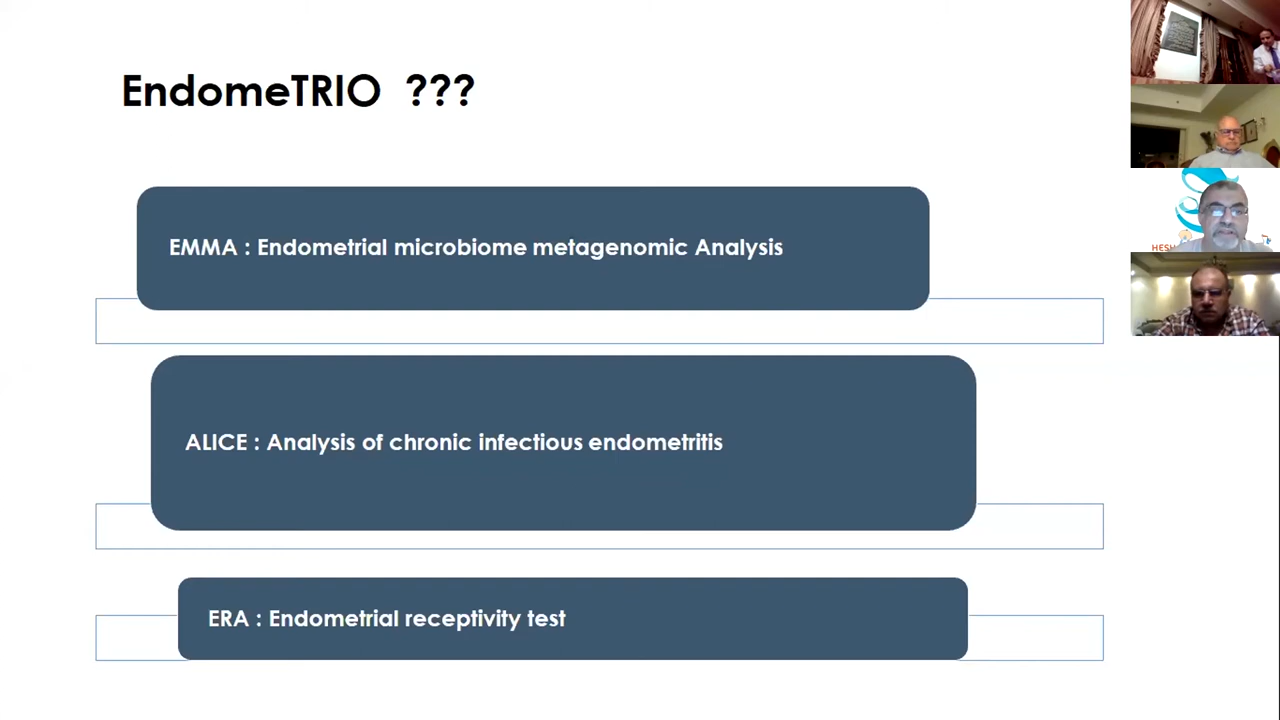 EndomeTRIO ???
EMMA : Endometrial microbiome metagenomic Analysis
ALICE : Analysis of chronic infectious endometritis
ERA : Endometrial receptivity test